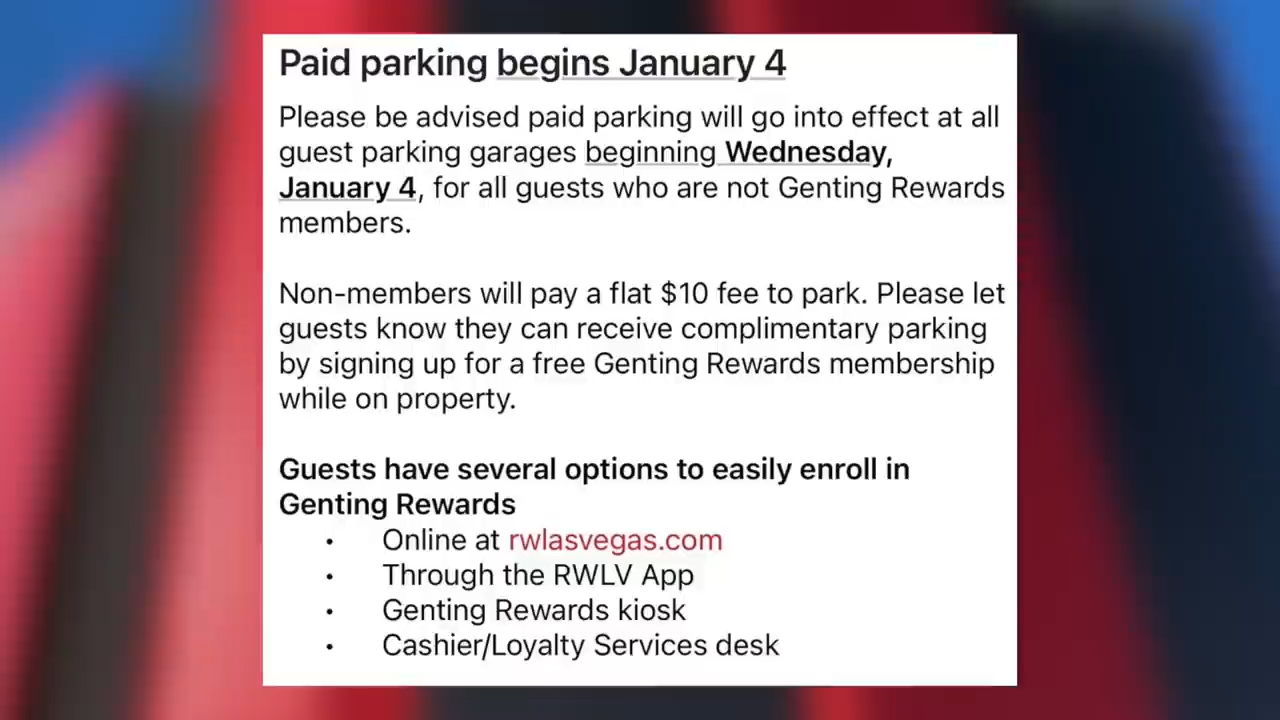 Paid parking begins January 4
Please be advised paid parking will go into effect at all
guest parking garages beginning Wednesday,
January 4, for all guests who are not Genting Rewards
members.
Non-members will pay a flat $10 fee to park. Please let
guests know they can receive complimentary parking
by signing up for a free Genting Rewards membership
while on property.
Guests have several options to easily enroll in
Genting Rewards
• Online at rwlasvegas.com
• Through the RWLV App
• Genting Rewards kiosk
• Cashier/Loyalty Services desk